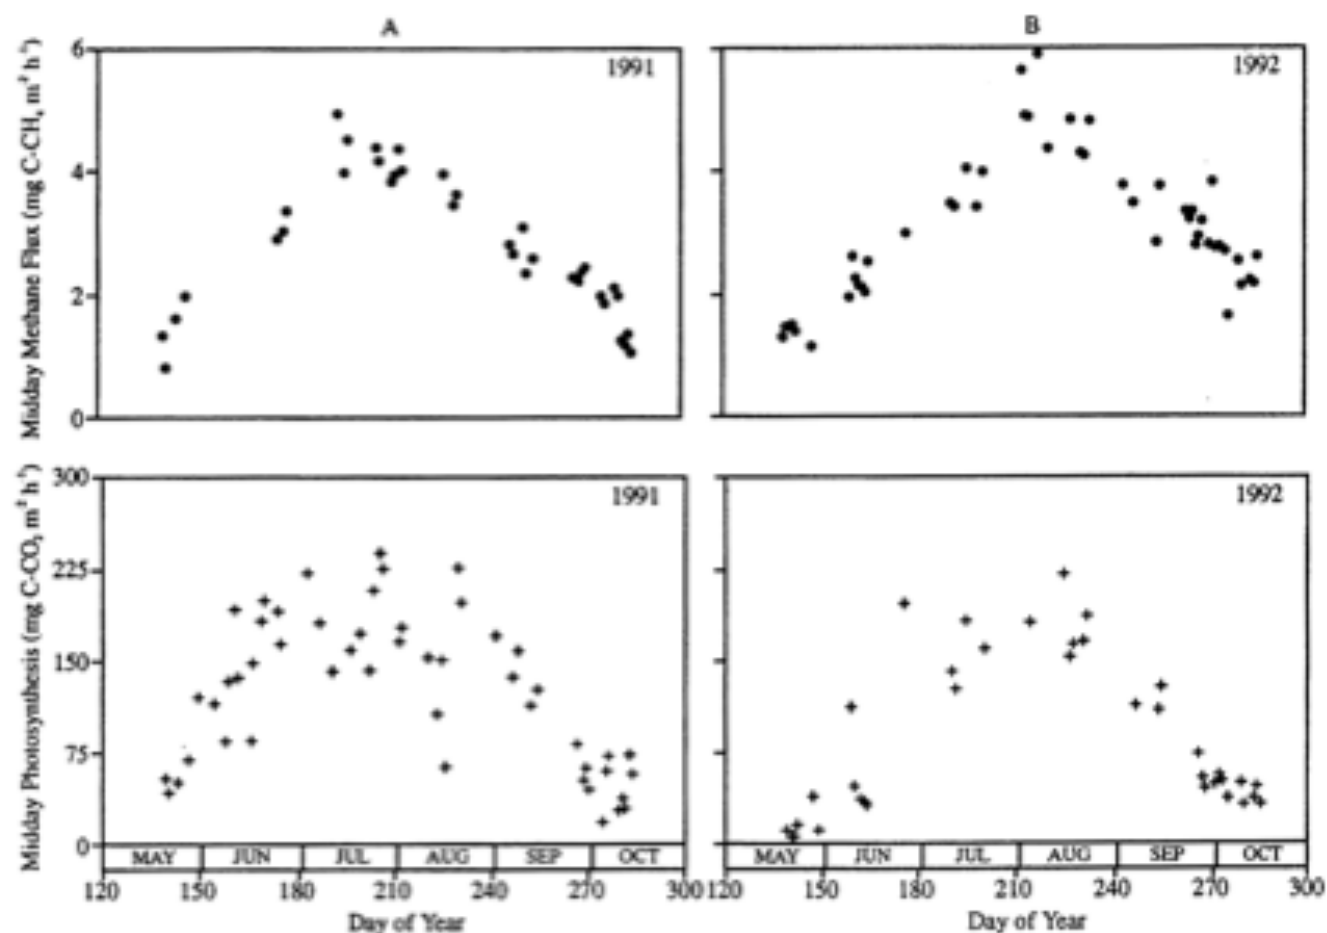 A
B
Midday Methane Flux (mg C-CH₄ m⁻² h⁻¹)
6
4
2
0
1991
1992
Midday Photosynthesis (mg C-CO₂ m⁻² h⁻¹)
300
225
150
75
0
1991
1992
MAY JUN JUL AUG SEP OCT
MAY JUN JUL AUG SEP OCT
120 150 180 210 240 270 300
120 150 180 210 240 270 300
Day of Year
Day of Year